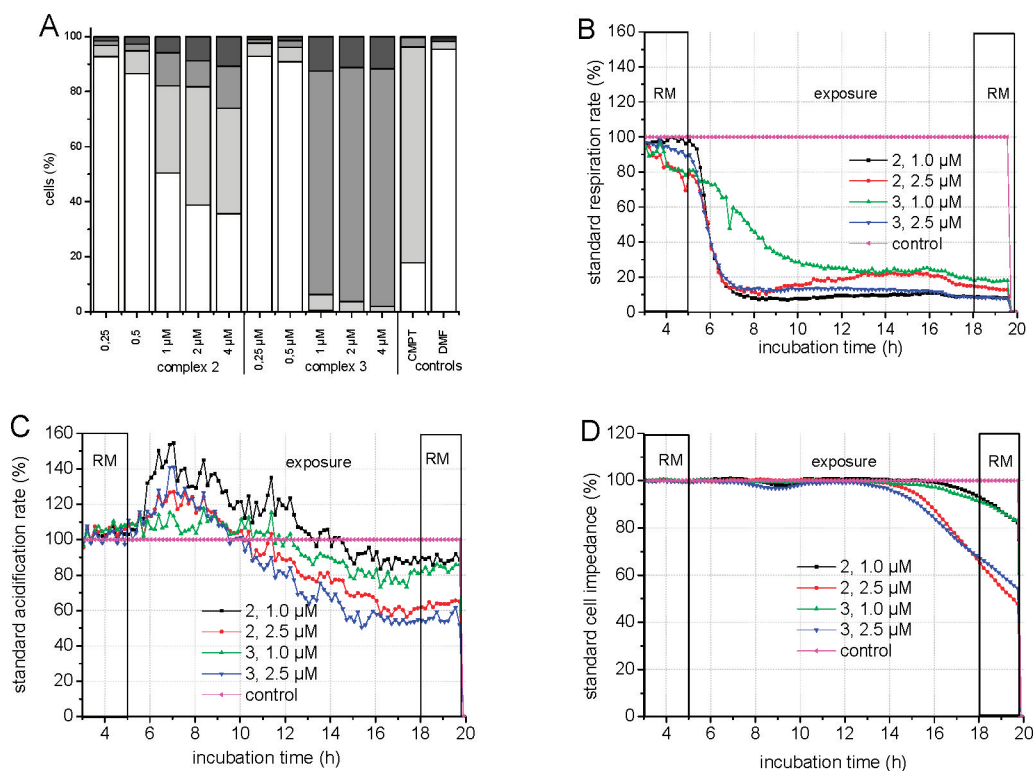 A
cells (%)
100
80
60
40
20
0
0,25
0,5
1 µM
2 µM
4 µM
0,25 µM
0,5 µM
1 µM
2 µM
4 µM
CMPT
DMF
complex 2
complex 3
controls
B
standard respiration rate (%)
160
140
120
100
80
60
40
20
0
RM
exposure
RM
2, 1.0 µM
2, 2.5 µM
3, 1.0 µM
3, 2.5 µM
control
4 6 8 10 12 14 16 18 20
incubation time (h)
C
standard acidification rate (%)
160
140
120
100
80
60
40
20
0
RM
exposure
RM
2, 1.0 µM
2, 2.5 µM
3, 1.0 µM
3, 2.5 µM
control
4 6 8 10 12 14 16 18 20
incubation time (h)
D
standard cell impedance (%)
120
100
80
60
40
20
0
RM
exposure
RM
2, 1.0 µM
2, 2.5 µM
3, 1.0 µM
3, 2.5 µM
control
4 6 8 10 12 14 16 18 20
incubation time (h)